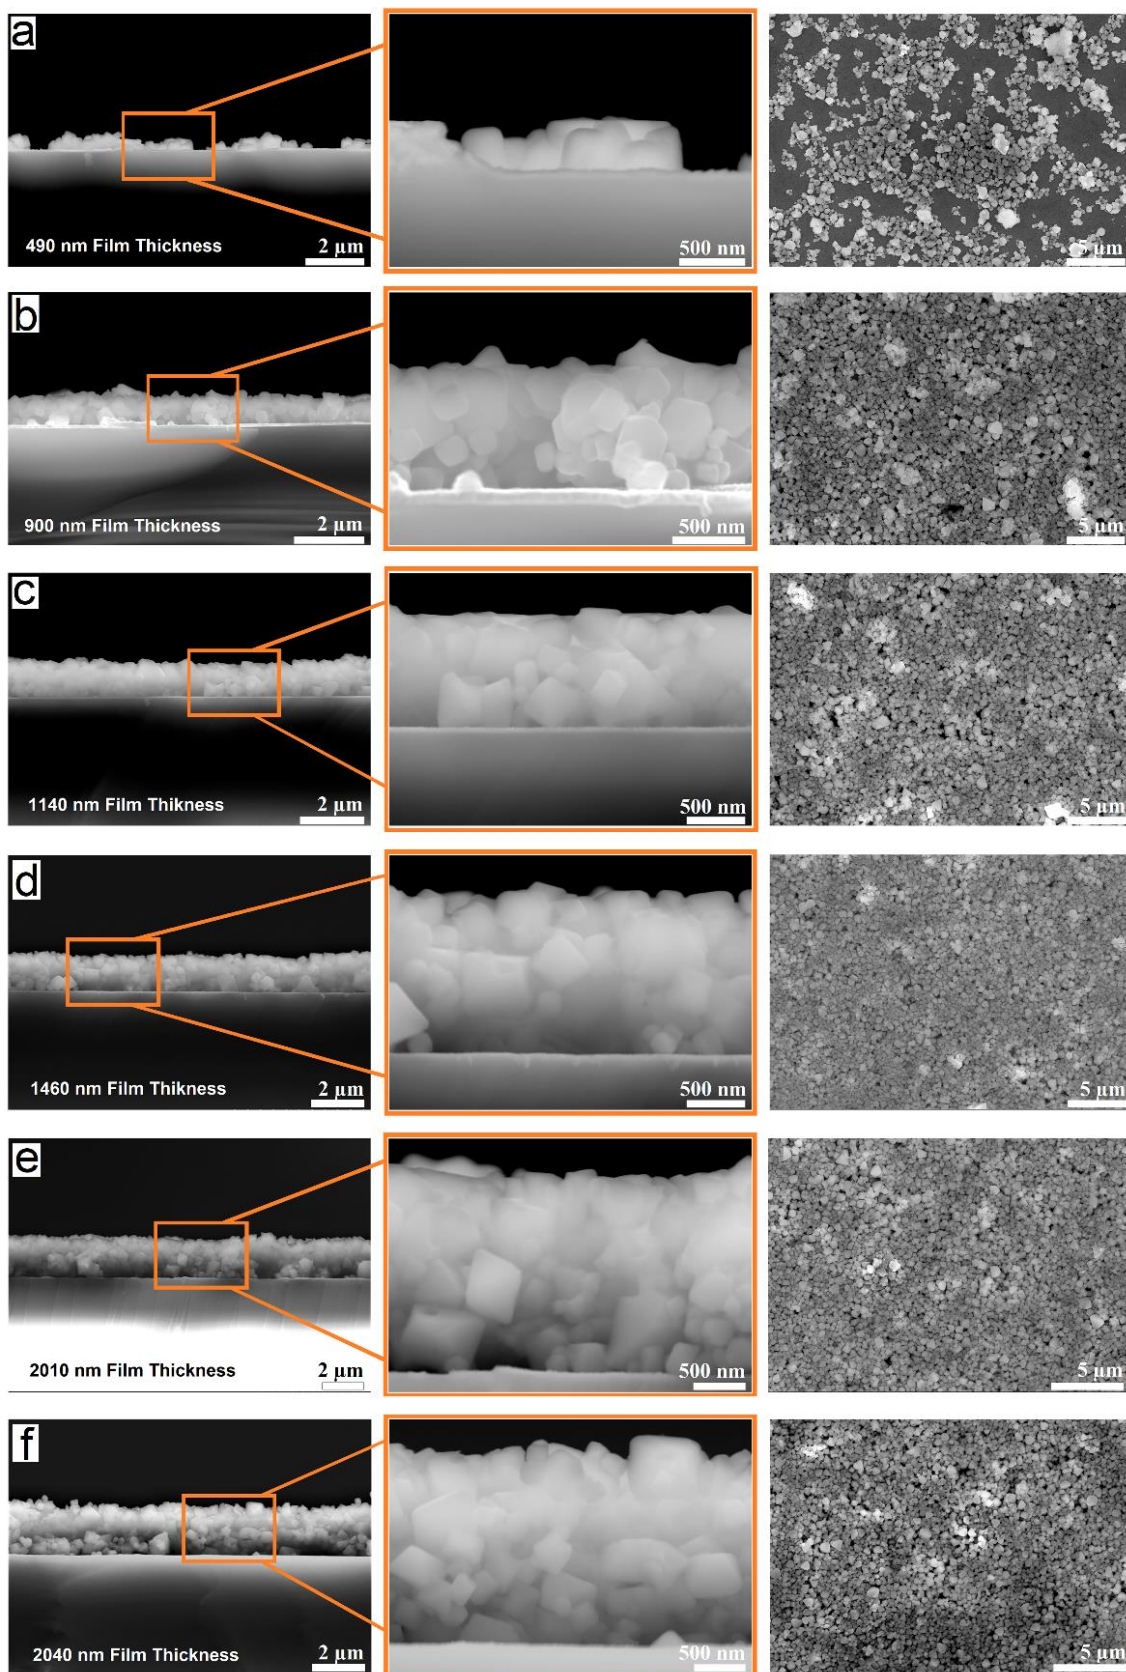 a
490 nm Film Thickness
2 µm
500 nm
5 µm
b
900 nm Film Thickness
2 µm
500 nm
5 µm
c
1140 nm Film Thikness
2 µm
500 nm
5 µm
d
1460 nm Film Thikness
2 µm
500 nm
5 µm
e
2010 nm Film Thickness
2 µm
500 nm
5 µm
f
2040 nm Film Thickness
2 µm
500 nm
5 µm